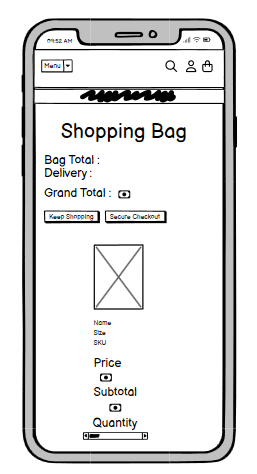 09:52 AM
Menu
Shopping Bag
Bag Total :
Delivery :
Grand Total :
Keep Shopping
Secure Checkout
Name
Size
SKU
Price
Subtotal
Quantity